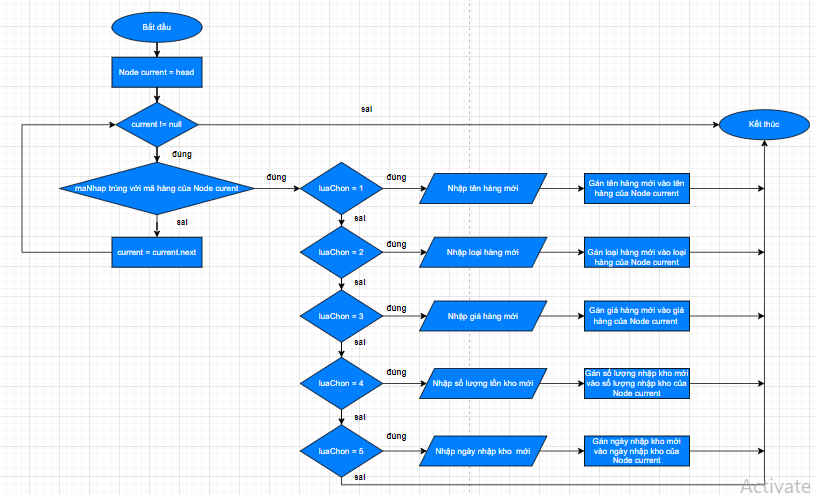 Bắt đầu
Node current = head
sai
current != null
Kết thúc
đúng
maNhap trùng với mã hàng của Node curent
đúng
luaChon = 1
đúng
Nhập tên hàng mới
Gán tên hàng mới vào tên
hàng của Node current
sai
sai
current = current.next
luaChon = 2
đúng
Nhập loại hàng mới
Gán loại hàng mới vào loại
hàng của Node current
sai
luaChon = 3
đúng
Nhập giá hàng mới
Gán giá hàng mới vào giá
hàng của Node current
sai
luaChon = 4
đúng
Nhập số lượng tồn kho mới
Gán số lượng nhập kho mới
vào số lượng nhập kho của
Node current
sai
luaChon = 5
đúng
Nhập ngày nhập kho mới
Gán ngày nhập kho mới
vào ngày nhập kho của
Node current
sai
Activate